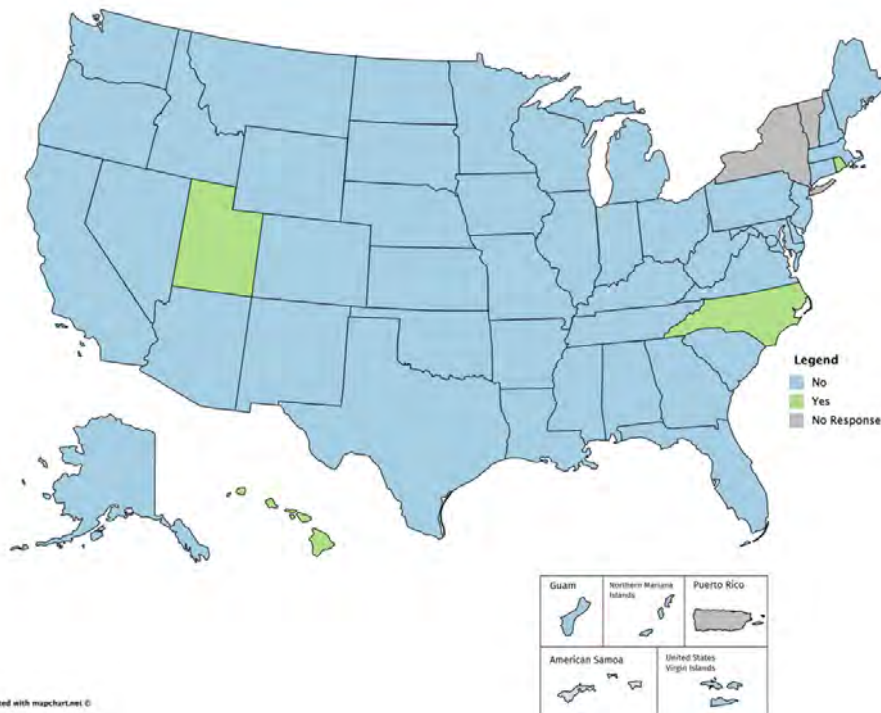 Legend
No
Yes
No Response
Guam
Northern Mariana
Islands
Puerto Rico
American Samoa
United States
Virgin Islands
ted with mapchart.net ©